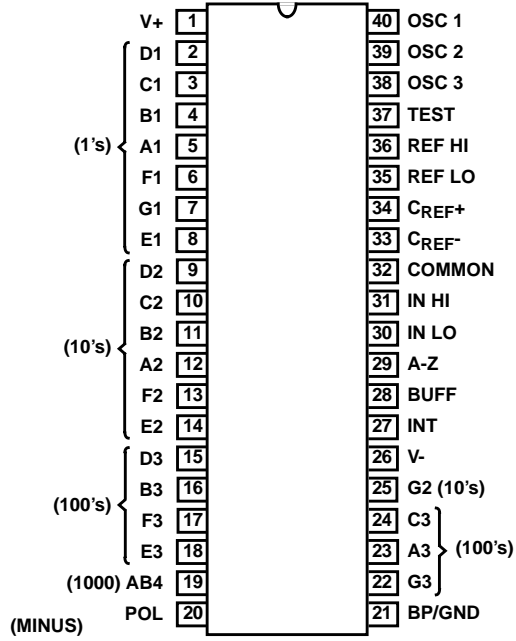 V+ 1 40 OSC 1
D1 2 39 OSC 2
C1 3 38 OSC 3
B1 4 37 TEST
(1's) A1 5 36 REF HI
F1 6 35 REF LO
G1 7 34 CREF+
E1 8 33 CREF-
D2 9 32 COMMON
C2 10 31 IN HI
(10's) B2 11 30 IN LO
A2 12 29 A-Z
F2 13 28 BUFF
E2 14 27 INT
D3 15 26 V-
B3 16 25 G2 (10's)
(100's) F3 17 24 C3
E3 18 23 A3 (100's)
(1000) AB4 19 22 G3
(MINUS) POL 20 21 BP/GND